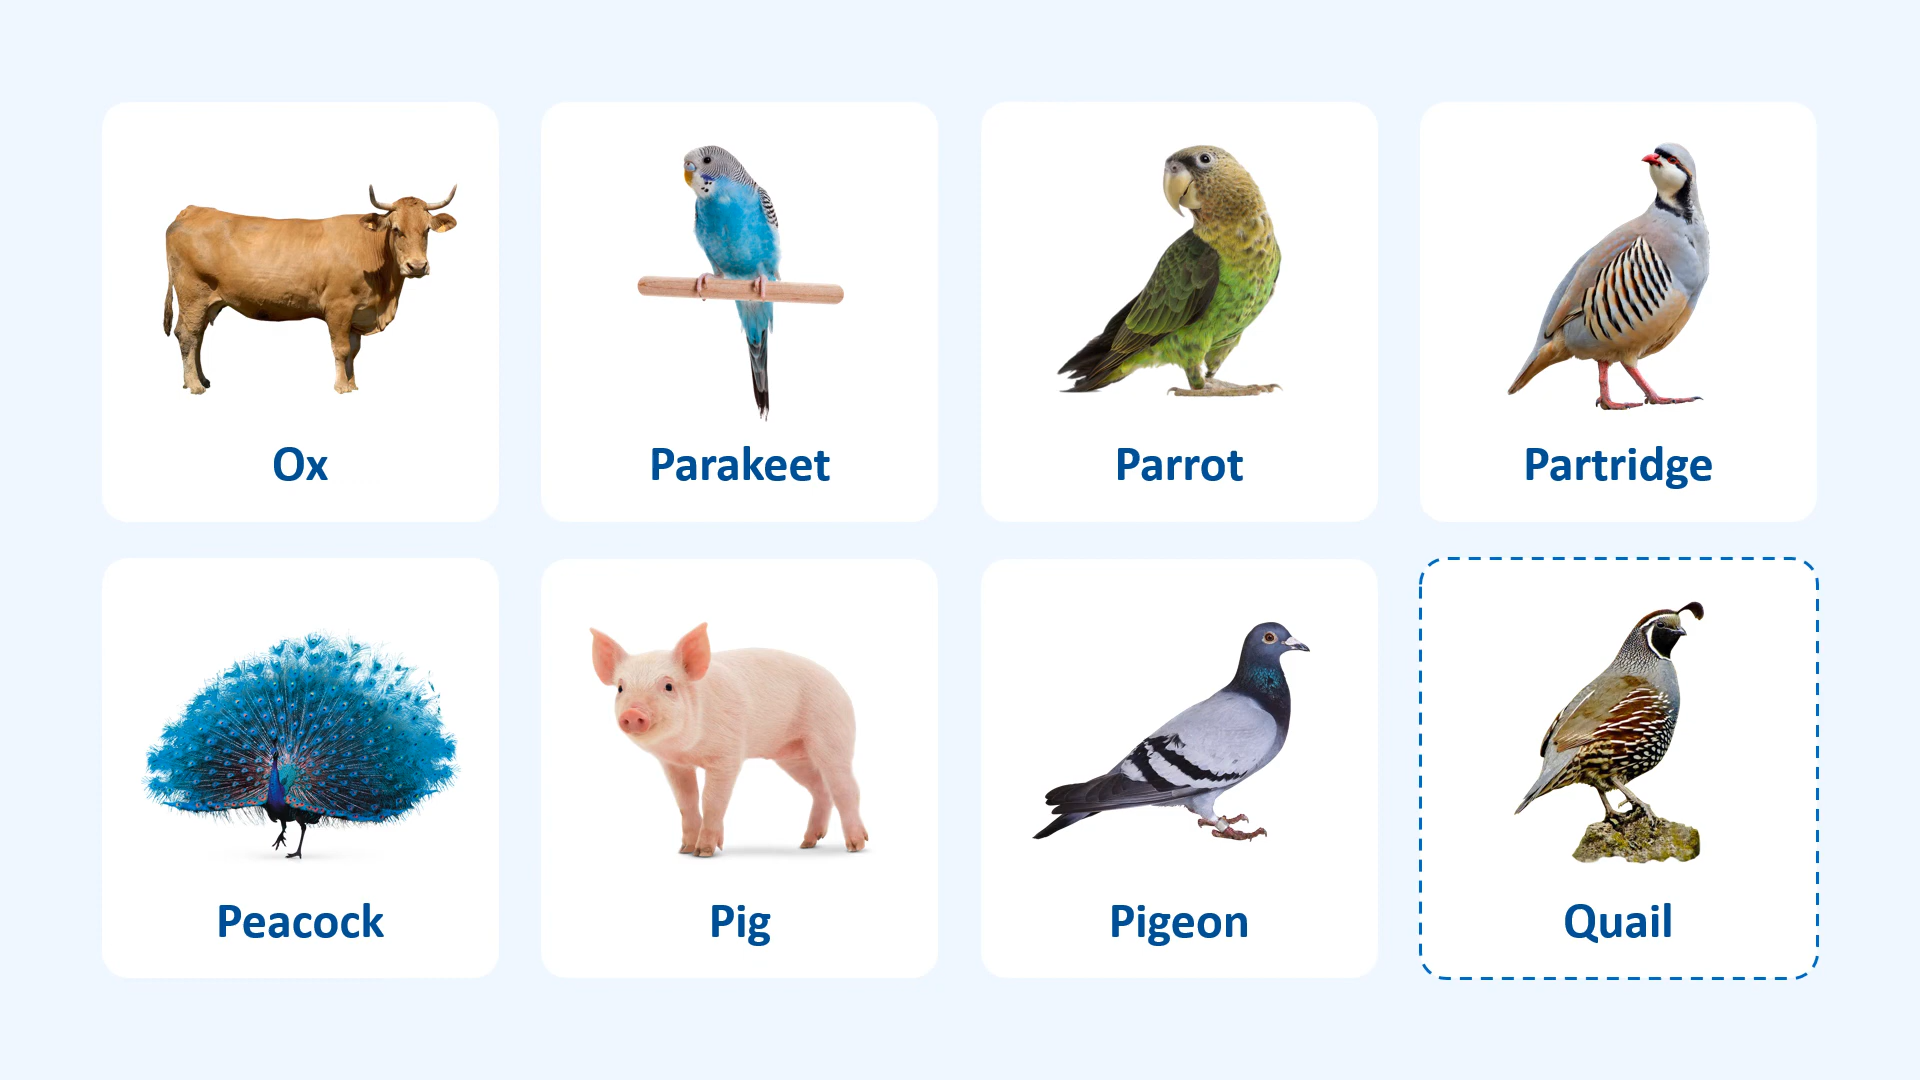 Ox
Parakeet
Parrot
Partridge
Peacock
Pig
Pigeon
Quail